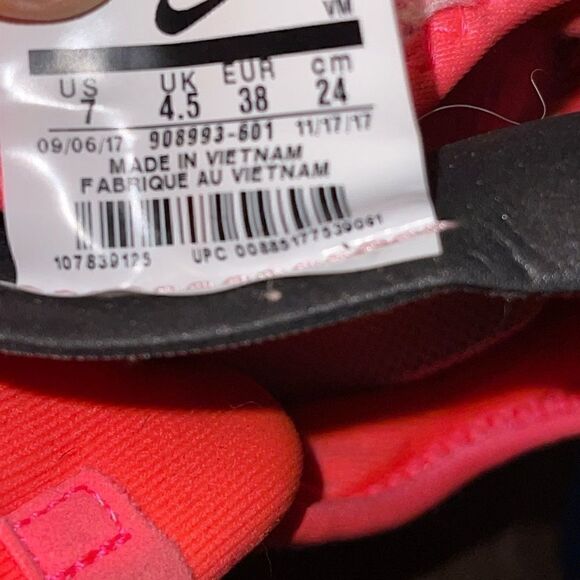 VM
US UK EUR cm
7 4.5 38 24
09/06/17 908993-601 11/17/17
MADE IN VIETNAM
FABRIQUE AU VIETNAM
107839125 UPC 00885177539061